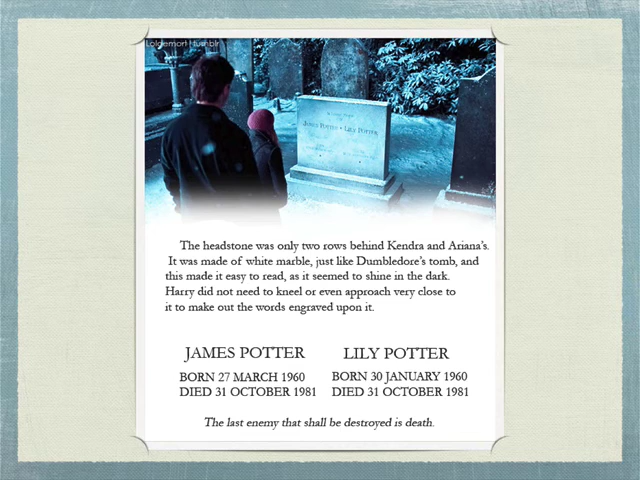 Loldemort Tumblr
JAMES POTTER • LILY POTTER
The headstone was only two rows behind Kendra and Ariana's.
It was made of white marble, just like Dumbledore's tomb, and
this made it easy to read, as it seemed to shine in the dark.
Harry did not need to kneel or even approach very close to
it to make out the words engraved upon it.
JAMES POTTER LILY POTTER
BORN 27 MARCH 1960 BORN 30 JANUARY 1960
DIED 31 OCTOBER 1981 DIED 31 OCTOBER 1981
The last enemy that shall be destroyed is death.